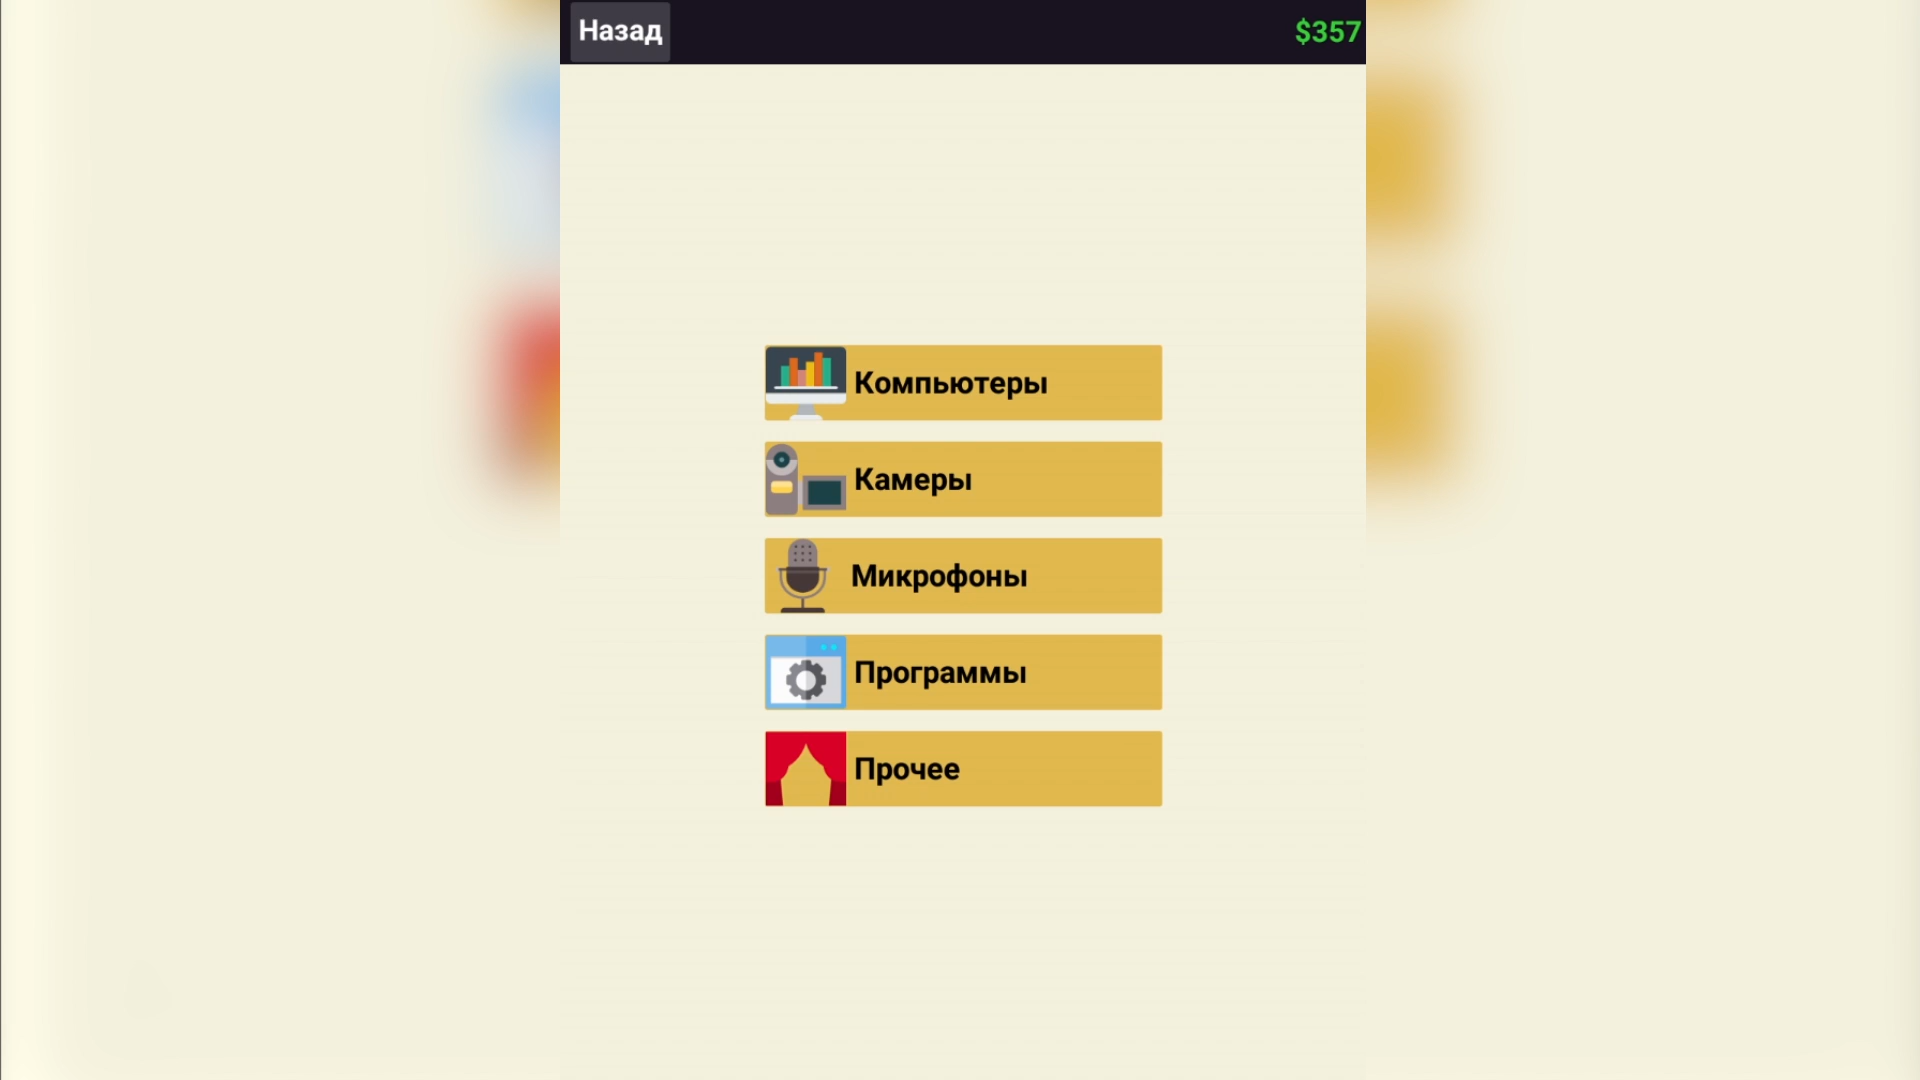 Назад
$357
Компьютеры
Камеры
Микрофоны
Программы
Прочее